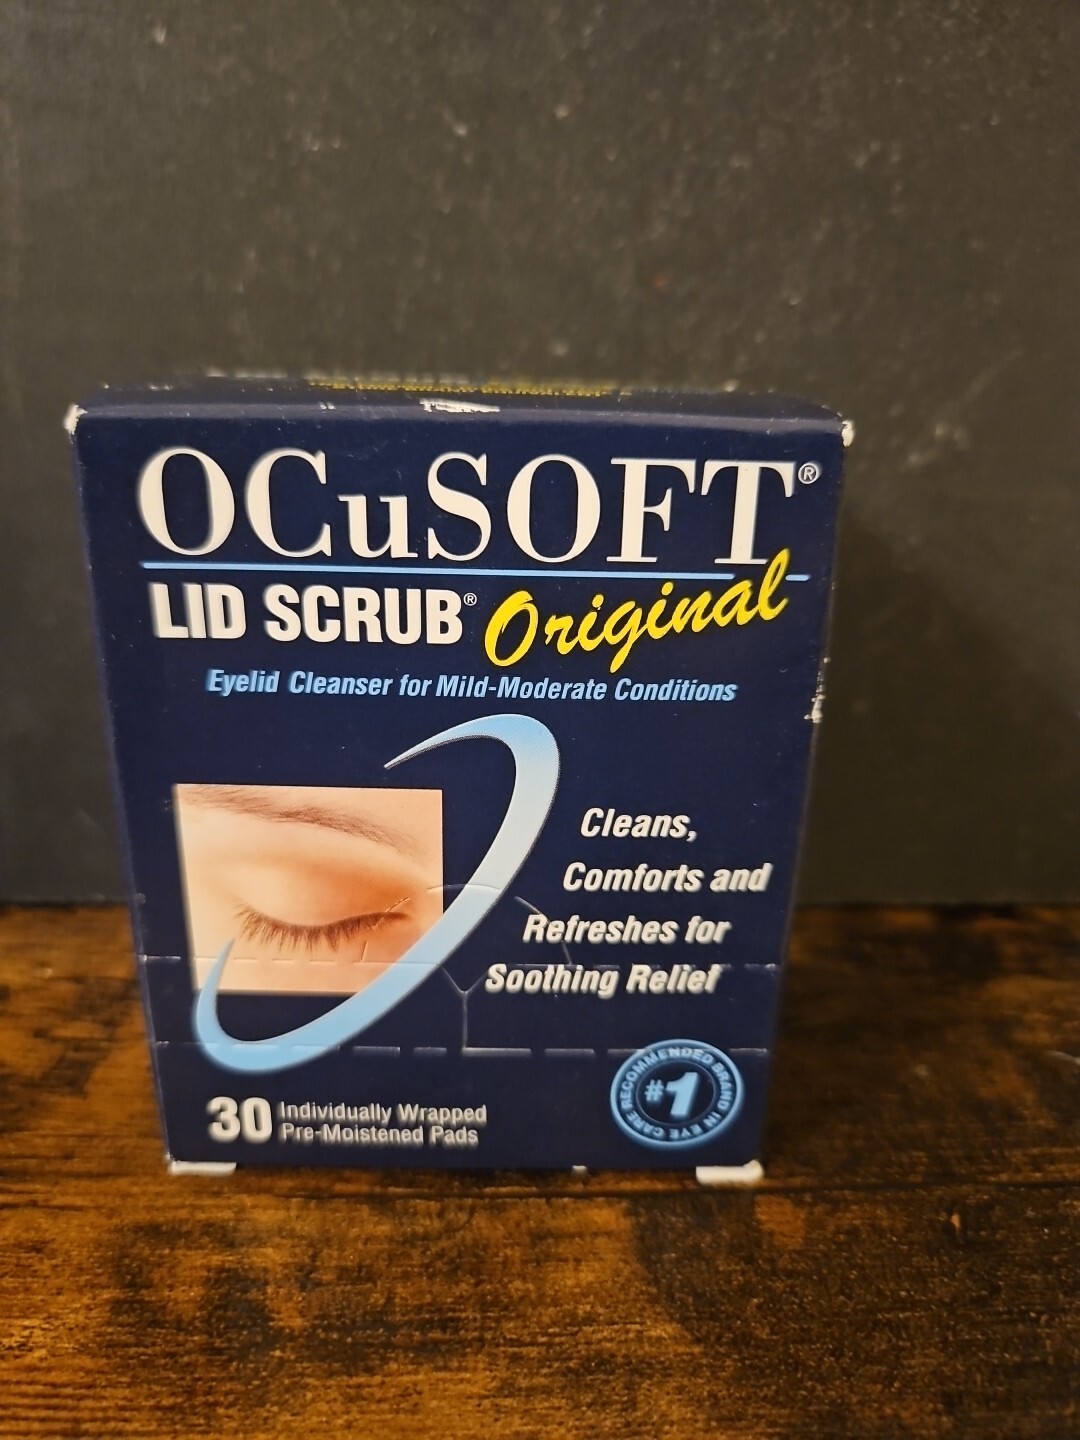 OCuSOFT®
LID SCRUB® Original
Eyelid Cleanser for Mild-Moderate Conditions
Cleans,
Comforts and
Refreshes for
Soothing Relief
30 Individually Wrapped
Pre-Moistened Pads
#1
RECOMMENDED BRAND IN EYE CARE